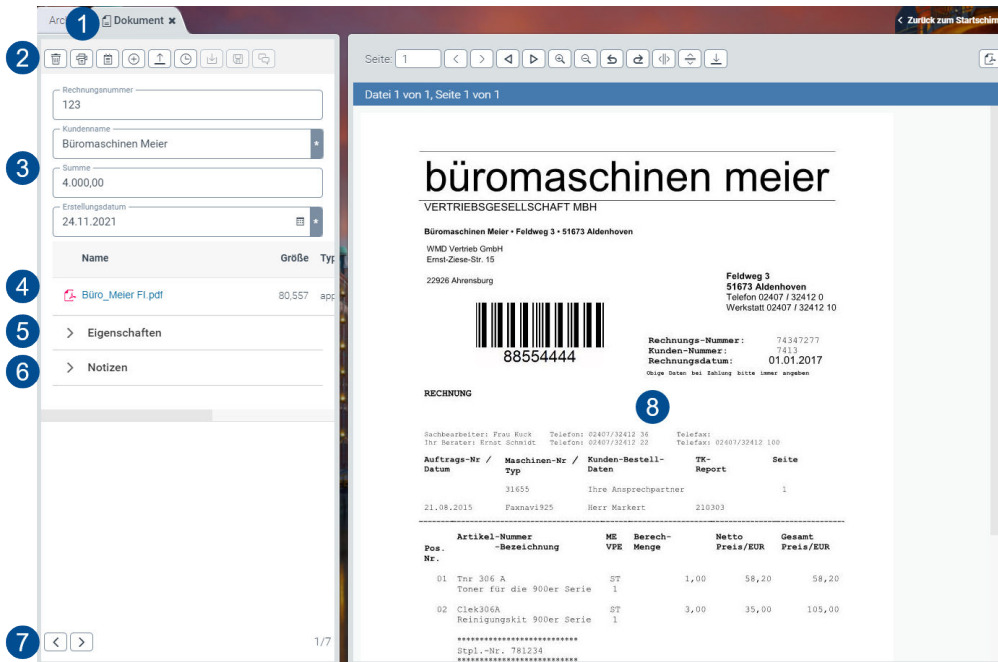 Arc
1 Dokument ×
< Zurück zum Startschirm
2
Seite: 1
Datei 1 von 1, Seite 1 von 1
Rechnungsnummer
123
Kundenname
Büromaschinen Meier *
3
Summe
4.000,00
Erstellungsdatum
24.11.2021 *
Name Größe Typ
4 Büro_Meier FI.pdf 80,557 app
5 > Eigenschaften
6 > Notizen
7 < > 1/7
büromaschinen meier
VERTRIEBSGESELLSCHAFT MBH
Büromaschinen Meier • Feldweg 3 • 51673 Aldenhoven
WMD Vertrieb GmbH
Ernst-Ziese-Str. 15
22926 Ahrensburg
Feldweg 3
51673 Aldenhoven
Telefon 02407 / 32412 0
Werkstatt 02407 / 32412 10
88554444
Rechnungs-Nummer: 74347277
Kunden-Nummer: 7413
Rechnungsdatum: 01.01.2017
Obige Daten bei Zahlung bitte immer angeben
RECHNUNG
8
Sachbearbeiter: Frau Kuck Telefon: 02407/32412 36 Telefax:
Ihr Berater: Ernst Schmidt Telefon: 02407/32412 22 Telefax: 02407/32412 100
Auftrags-Nr / Maschinen-Nr / Kunden-Bestell- TK- Seite
Datum Typ Daten Report
31655 Ihre Ansprechpartner 1
21.08.2015 Faxnavi925 Herr Markert 210303
Artikel-Nummer ME Berech- Netto Gesamt
Pos. -Bezeichnung VPE Menge Preis/EUR Preis/EUR
Nr.
01 Tnr 306 A ST 1,00 58,20 58,20
Toner für die 900er Serie 1
02 Clek306A ST 3,00 35,00 105,00
Reinigungskit 900er Serie 1
**************************
Stpl.-Nr. 781234
**************************